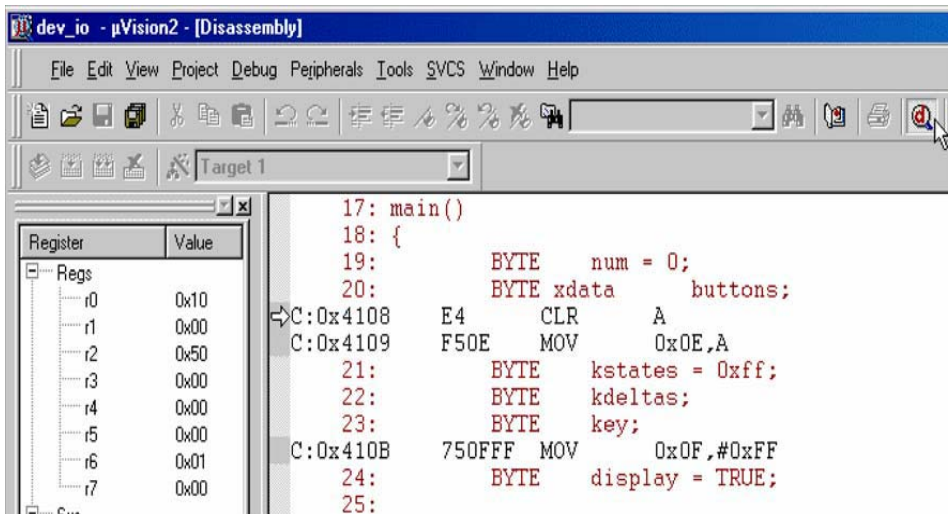 dev_io - µVision2 - [Disassembly]
File Edit View Project Debug Peripherals Tools SVCS Window Help
Target 1
Register Value
Regs
r0 0x10
r1 0x00
r2 0x50
r3 0x00
r4 0x00
r5 0x00
r6 0x01
r7 0x00
17: main()
18: {
19: BYTE num = 0;
20: BYTE xdata buttons;
C:0x4108 E4 CLR A
C:0x4109 F50E MOV 0x0E,A
21: BYTE kstates = 0xff;
22: BYTE kdeltas;
23: BYTE key;
C:0x410B 750FFF MOV 0x0F,#0xFF
24: BYTE display = TRUE;
25: